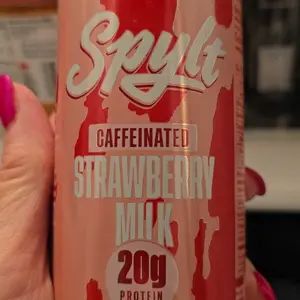 Spylt
CAFFEINATED
STRAWBERRY
MILK
20g
PROTEIN